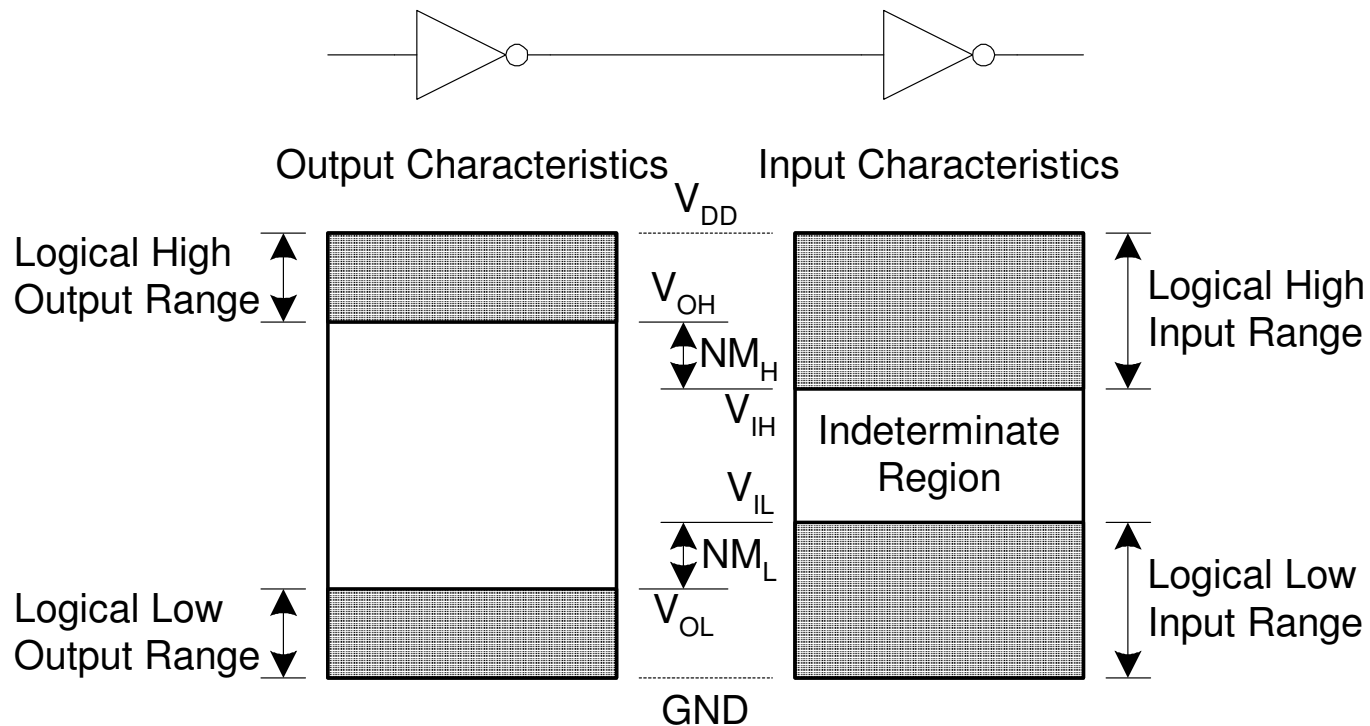 Output Characteristics
Input Characteristics
V_DD
Logical High
Output Range
V_OH
NM_H
V_IH
Logical High
Input Range
Indeterminate
Region
V_IL
NM_L
V_OL
Logical Low
Output Range
Logical Low
Input Range
GND